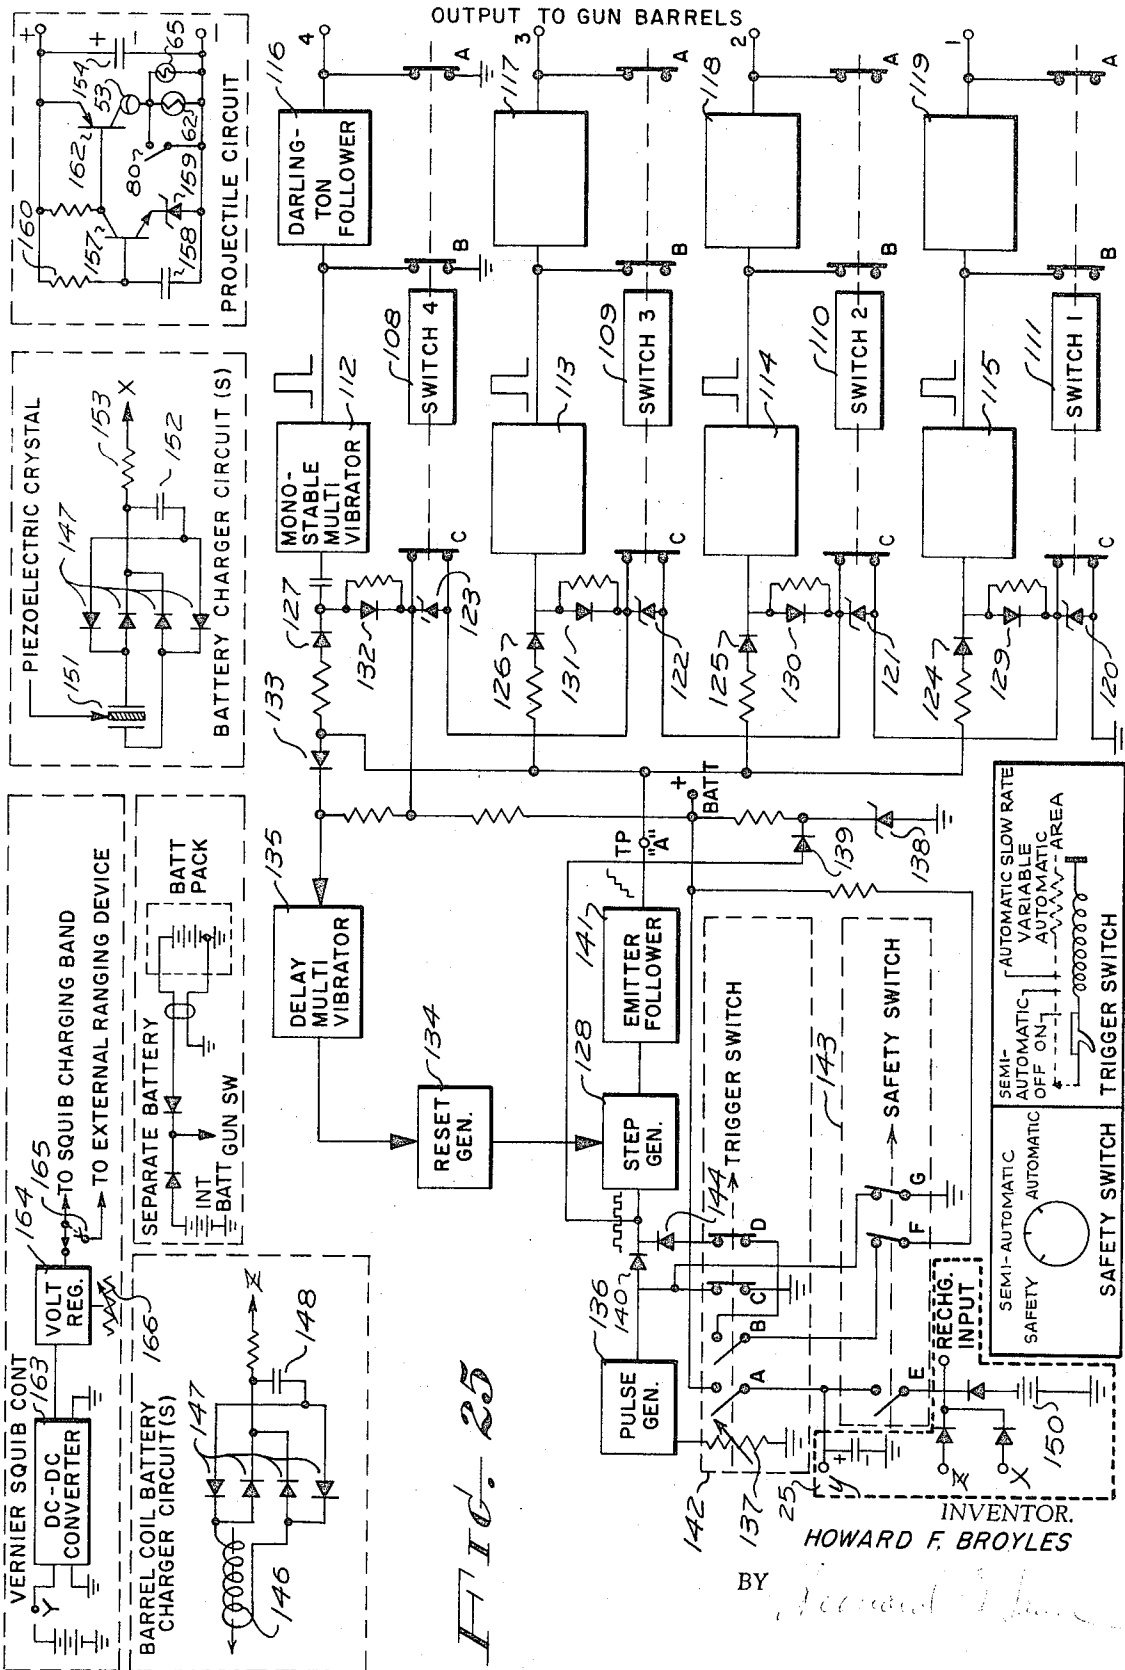 OUTPUT TO GUN BARRELS
4
3
2
1
116
117
118
119
A
A
A
A
DARLING-
TON
FOLLOWER
B
B
B
B
108
109
110
111
SWITCH 4
SWITCH 3
SWITCH 2
SWITCH 1
112
113
114
115
MONO-
STABLE
MULTI
VIBRATOR
C
C
C
C
127
126
125
124
132
131
130
129
123
122
121
120
133
135
DELAY
MULTI
VIBRATOR
134
RESET
GEN.
128
STEP
GEN.
141
EMITTER
FOLLOWER
TP
"A"
+
BATT
139
138
136
PULSE
GEN.
140
144
TRIGGER SWITCH
A
B
C
D
142
137
143
SAFETY SWITCH
E
F
G
25
Y
+
RECHG.
INPUT
Z
X
150
PROJECTILE CIRCUIT
+
−
+
−
160
157
162
154
53
65
80
62
159
158
PIEZOELECTRIC CRYSTAL
151
147
153
X
152
BATTERY CHARGER CIRCUIT (S)
VERNIER SQUIB CONT
Y
163
DC-DC
CONVERTER
164
VOLT
REG.
165
166
TO SQUIB CHARGING BAND
TO EXTERNAL RANGING DEVICE
SEPARATE BATTERY
BATT
PACK
INT
BATT
GUN SW
BARREL COIL BATTERY
CHARGER CIRCUIT(S)
146
147
148
Z
SAFETY
SEMI-AUTOMATIC
AUTOMATIC
SAFETY SWITCH
SEMI-
AUTOMATIC
OFF ON
AUTOMATIC SLOW RATE
VARIABLE
AUTOMATIC
AREA
TRIGGER SWITCH
FIG. 25
INVENTOR.
HOWARD F. BROYLES
BY